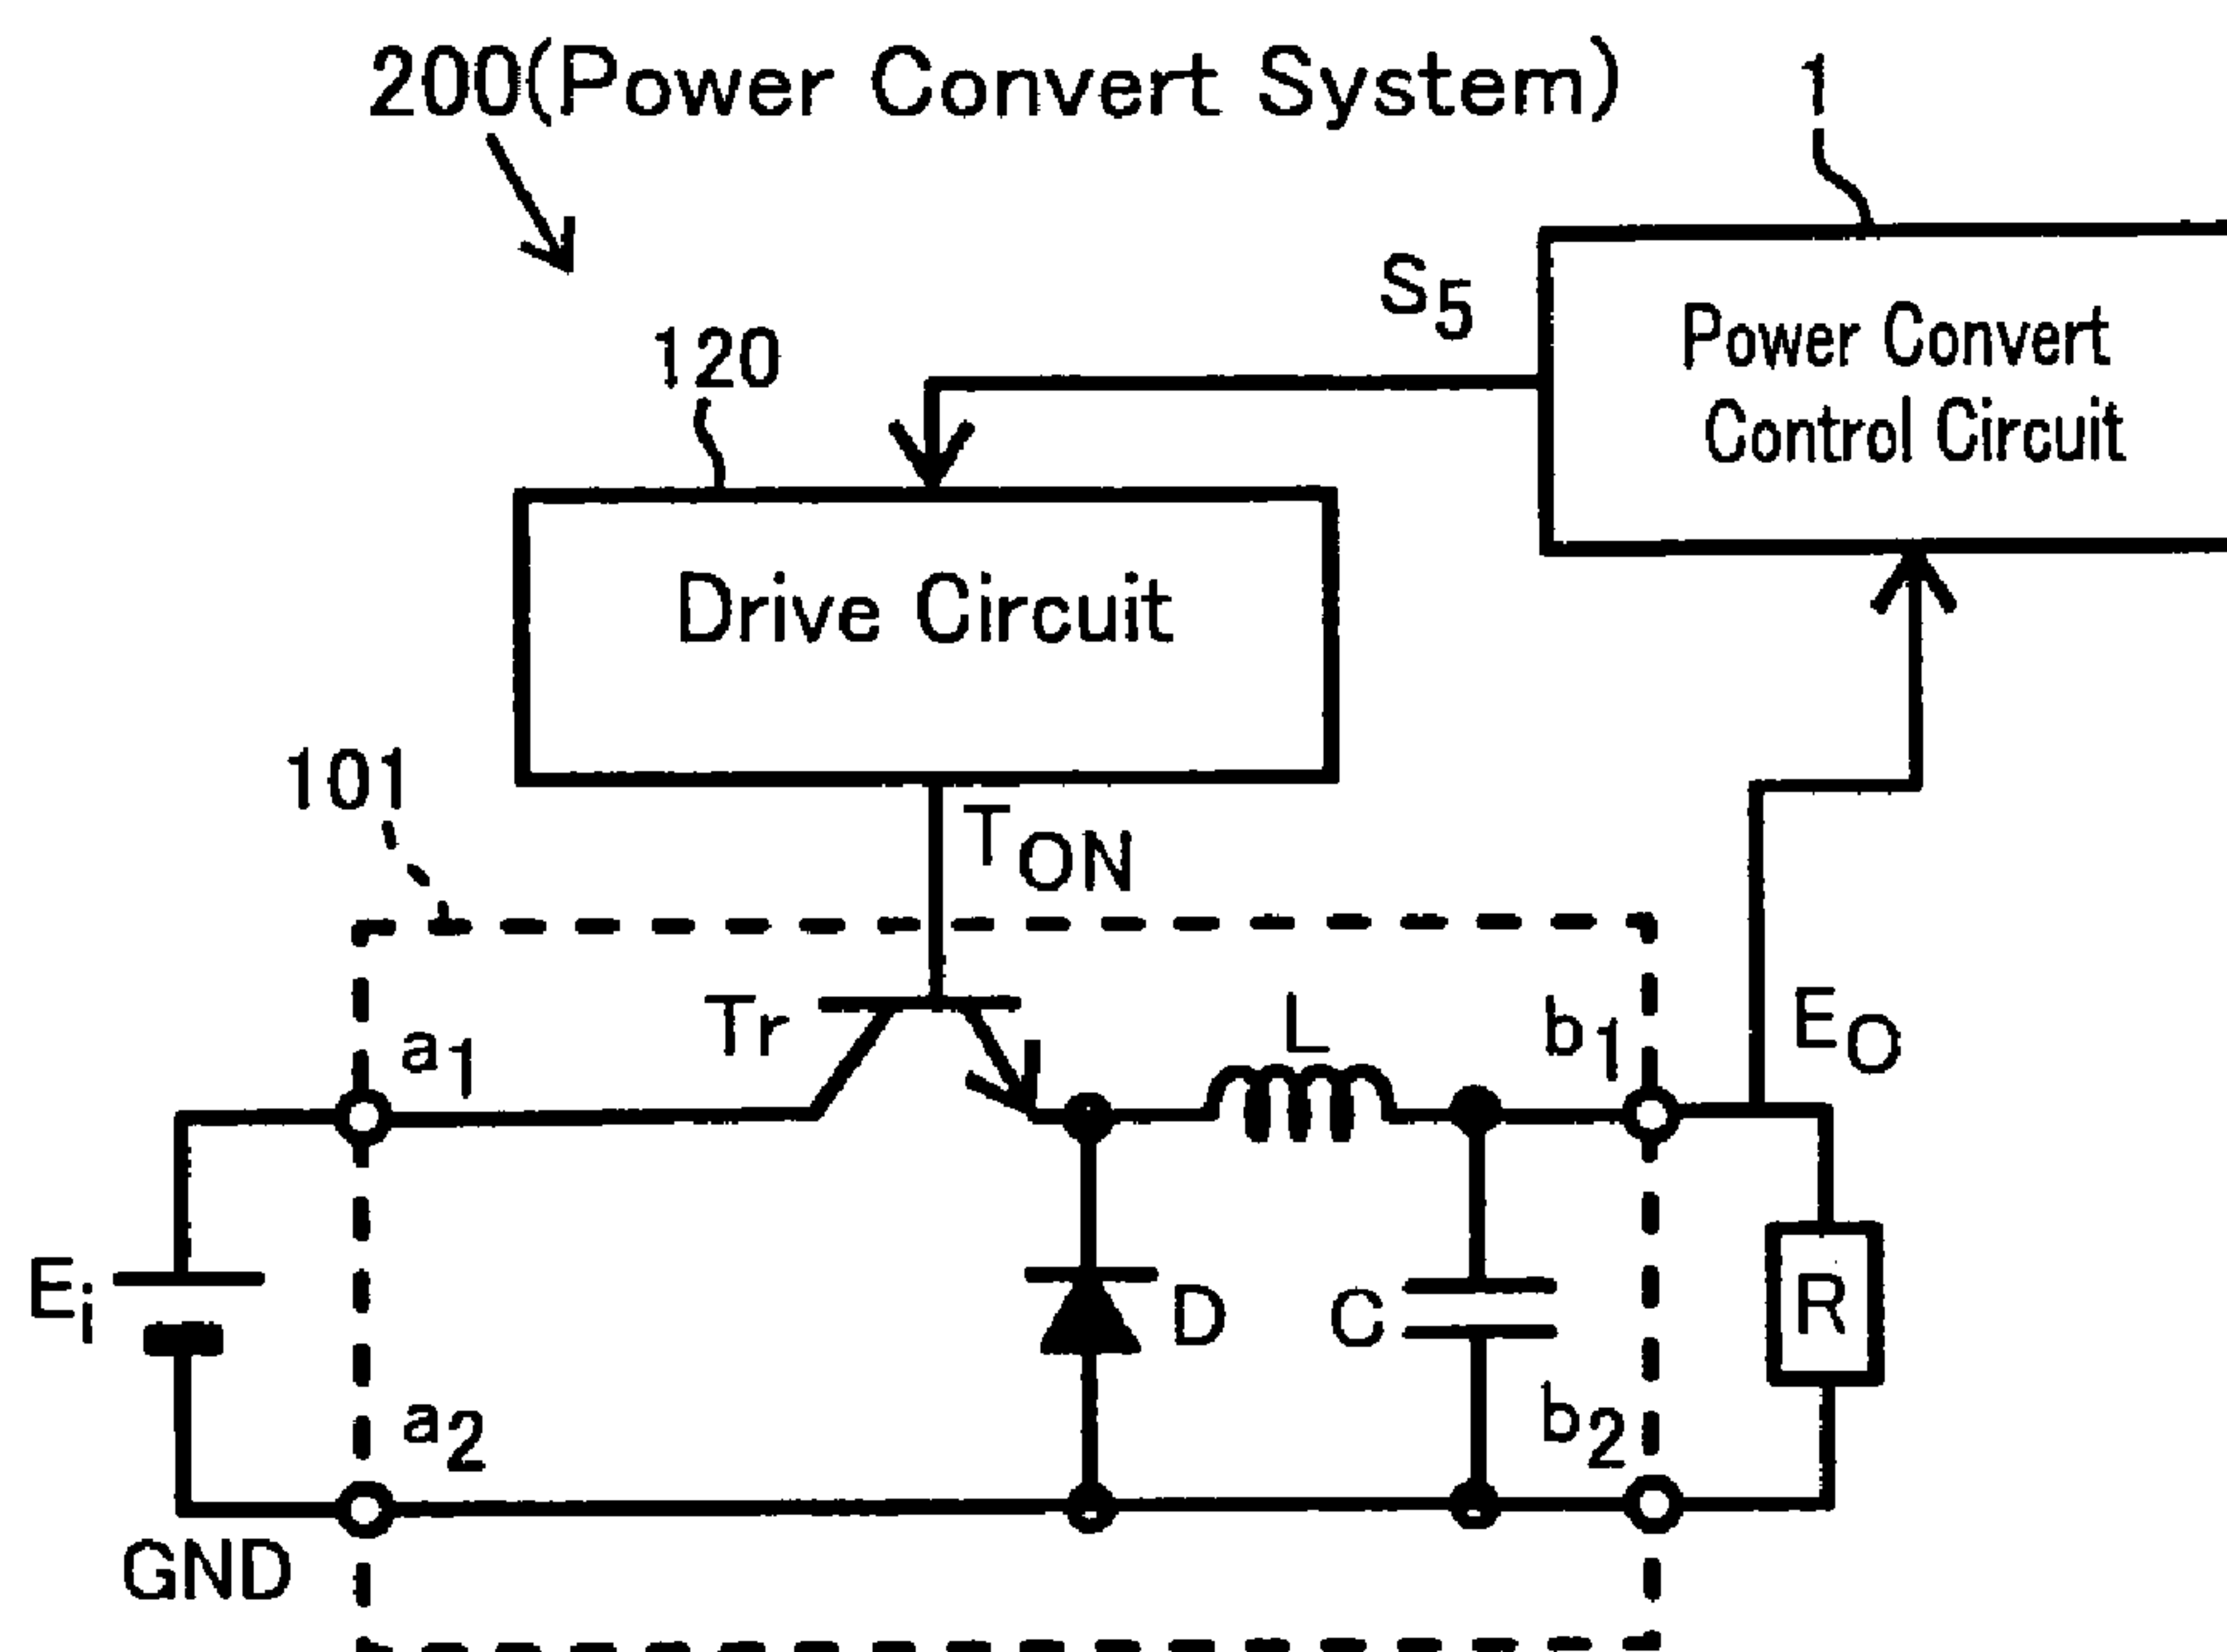 200(Power Convert System)
1
S5
Power Convert
Control Circuit
120
Drive Circuit
101
TON
Tr
L
a1
b1
EO
Ei
D
C
R
a2
b2
GND